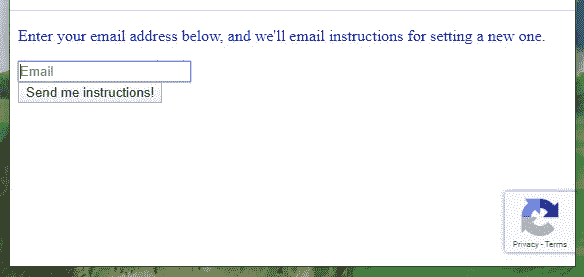 Enter your email address below, and we'll email instructions for setting a new one.
Email
Send me instructions!
Privacy - Terms